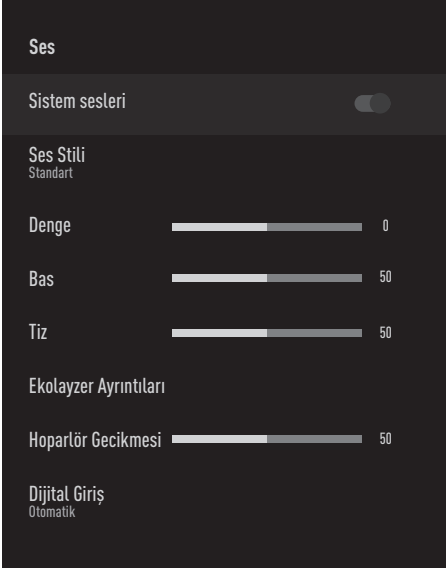 Ses
Sistem sesleri
Ses Stili
Standart
Denge 0
Bas 50
Tiz 50
Ekolayzer Ayrıntıları
Hoparlör Gecikmesi 50
Dijital Giriş
Otomatik